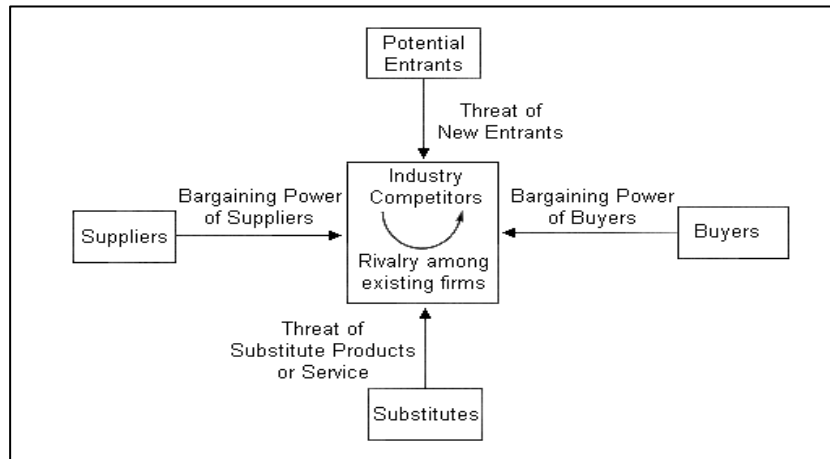 Potential
Entrants
Threat of
New Entrants
Industry
Competitors
Bargaining Power
of Suppliers
Bargaining Power
of Buyers
Suppliers
Buyers
Rivalry among
existing firms
Threat of
Substitute Products
or Service
Substitutes